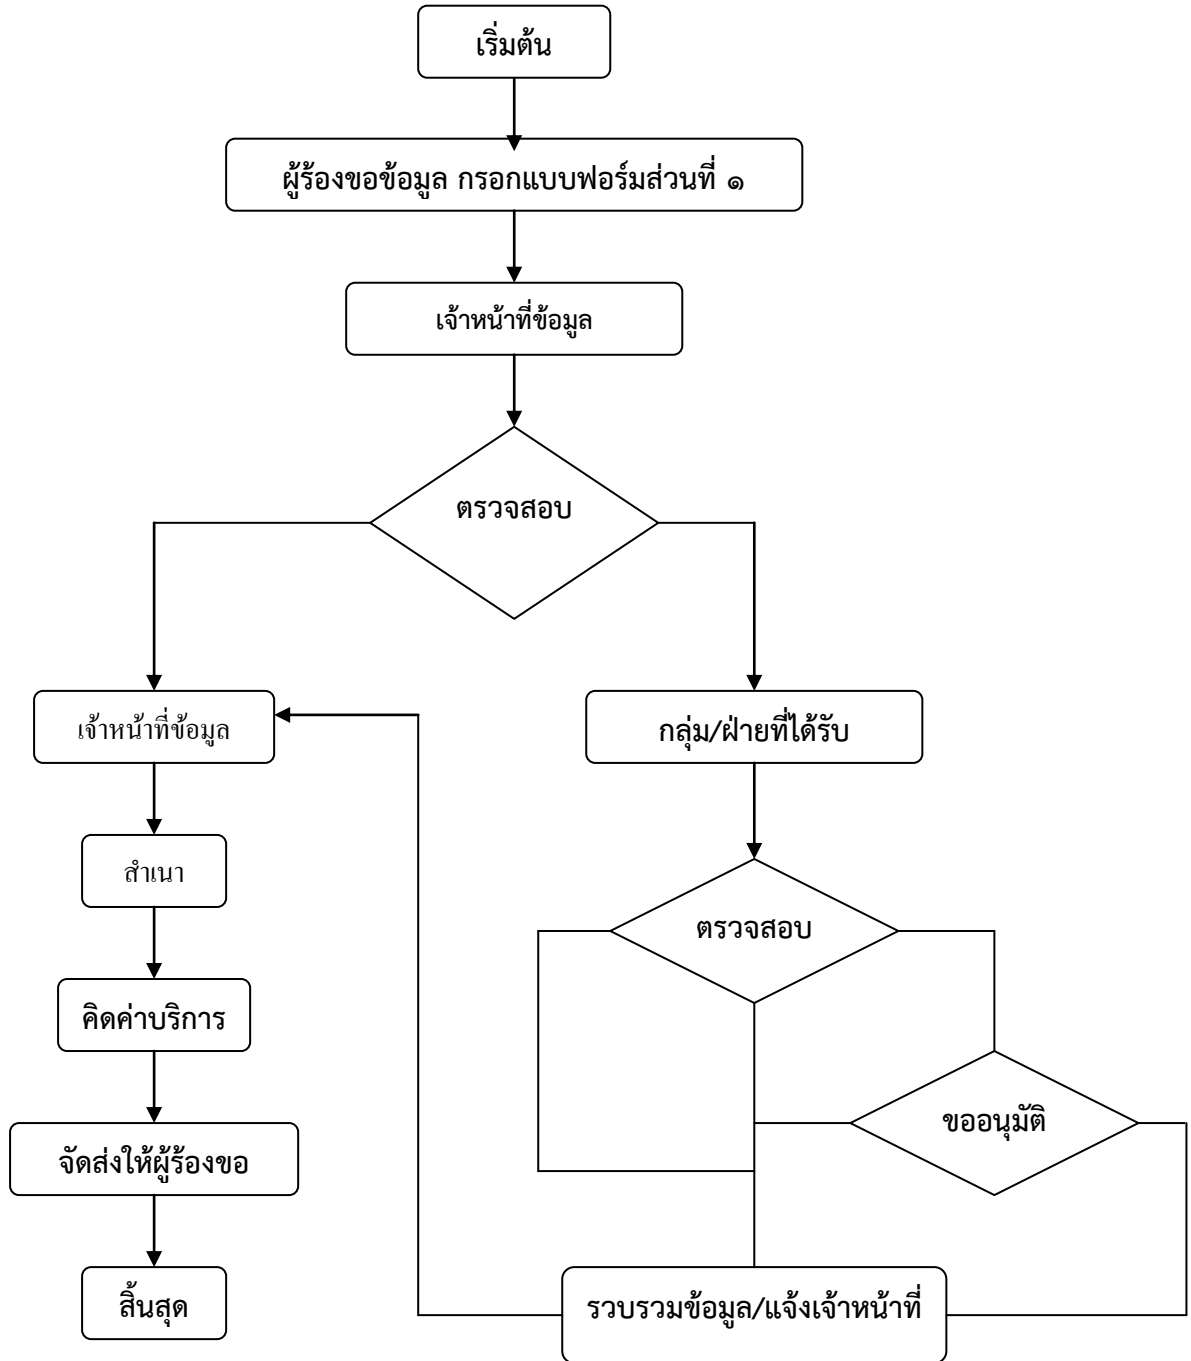 เริ่มต้น
ผู้ร้องขอข้อมูล กรอกแบบฟอร์มส่วนที่ ๑
เจ้าหน้าที่ข้อมูล
ตรวจสอบ
เจ้าหน้าที่ข้อมูล
กลุ่ม/ฝ่ายที่ได้รับ
สำเนา
ตรวจสอบ
คิดค่าบริการ
ขออนุมัติ
จัดส่งให้ผู้ร้องขอ
สิ้นสุด
รวบรวมข้อมูล/แจ้งเจ้าหน้าที่